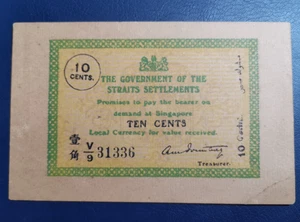 10
CENTS.
THE GOVERNMENT OF THE
STRAITS SETTLEMENTS
Promises to pay the bearer on
demand at Singapore
TEN CENTS
Local Currency for value received.
壹
角
V/9 31336
Treasurer.
10 Cents.